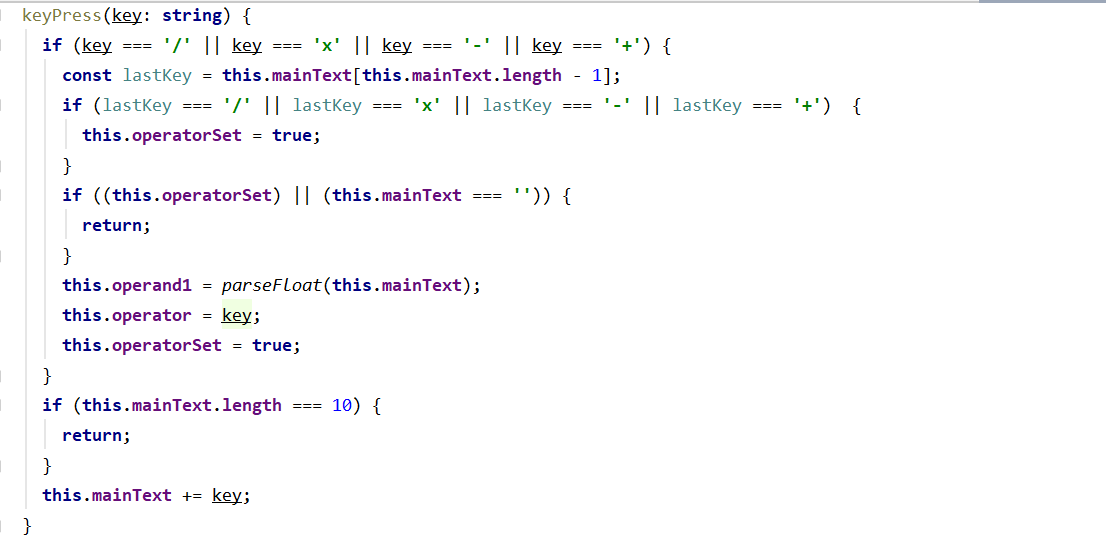 keyPress(key: string) {
if (key === '/' || key === 'x' || key === '-' || key === '+') {
const lastKey = this.mainText[this.mainText.length - 1];
if (lastKey === '/' || lastKey === 'x' || lastKey === '-' || lastKey === '+')  {
this.operatorSet = true;
}
if ((this.operatorSet) || (this.mainText === '')) {
return;
}
this.operand1 = parseFloat(this.mainText);
this.operator = key;
this.operatorSet = true;
}
if (this.mainText.length === 10) {
return;
}
this.mainText += key;
}